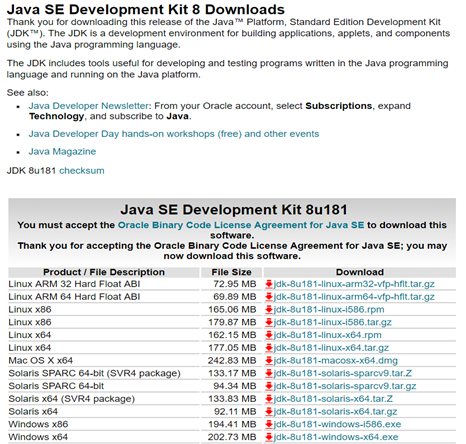 Java SE Development Kit 8 Downloads
Thank you for downloading this release of the Java™ Platform, Standard Edition Development Kit
(JDK™). The JDK is a development environment for building applications, applets, and components
using the Java programming language.
The JDK includes tools useful for developing and testing programs written in the Java programming
language and running on the Java platform.
See also:
• Java Developer Newsletter: From your Oracle account, select Subscriptions, expand
Technology, and subscribe to Java.
• Java Developer Day hands-on workshops (free) and other events
• Java Magazine
JDK 8u181 checksum
Java SE Development Kit 8u181
You must accept the Oracle Binary Code License Agreement for Java SE to download this
software.
Thank you for accepting the Oracle Binary Code License Agreement for Java SE; you may
now download this software.
Product / File Description File Size Download
Linux ARM 32 Hard Float ABI 72.95 MB jdk-8u181-linux-arm32-vfp-hflt.tar.gz
Linux ARM 64 Hard Float ABI 69.89 MB jdk-8u181-linux-arm64-vfp-hflt.tar.gz
Linux x86 165.06 MB jdk-8u181-linux-i586.rpm
Linux x86 179.87 MB jdk-8u181-linux-i586.tar.gz
Linux x64 162.15 MB jdk-8u181-linux-x64.rpm
Linux x64 177.05 MB jdk-8u181-linux-x64.tar.gz
Mac OS X x64 242.83 MB jdk-8u181-macosx-x64.dmg
Solaris SPARC 64-bit (SVR4 package) 133.17 MB jdk-8u181-solaris-sparcv9.tar.Z
Solaris SPARC 64-bit 94.34 MB jdk-8u181-solaris-sparcv9.tar.gz
Solaris x64 (SVR4 package) 133.83 MB jdk-8u181-solaris-x64.tar.Z
Solaris x64 92.11 MB jdk-8u181-solaris-x64.tar.gz
Windows x86 194.41 MB jdk-8u181-windows-i586.exe
Windows x64 202.73 MB jdk-8u181-windows-x64.exe